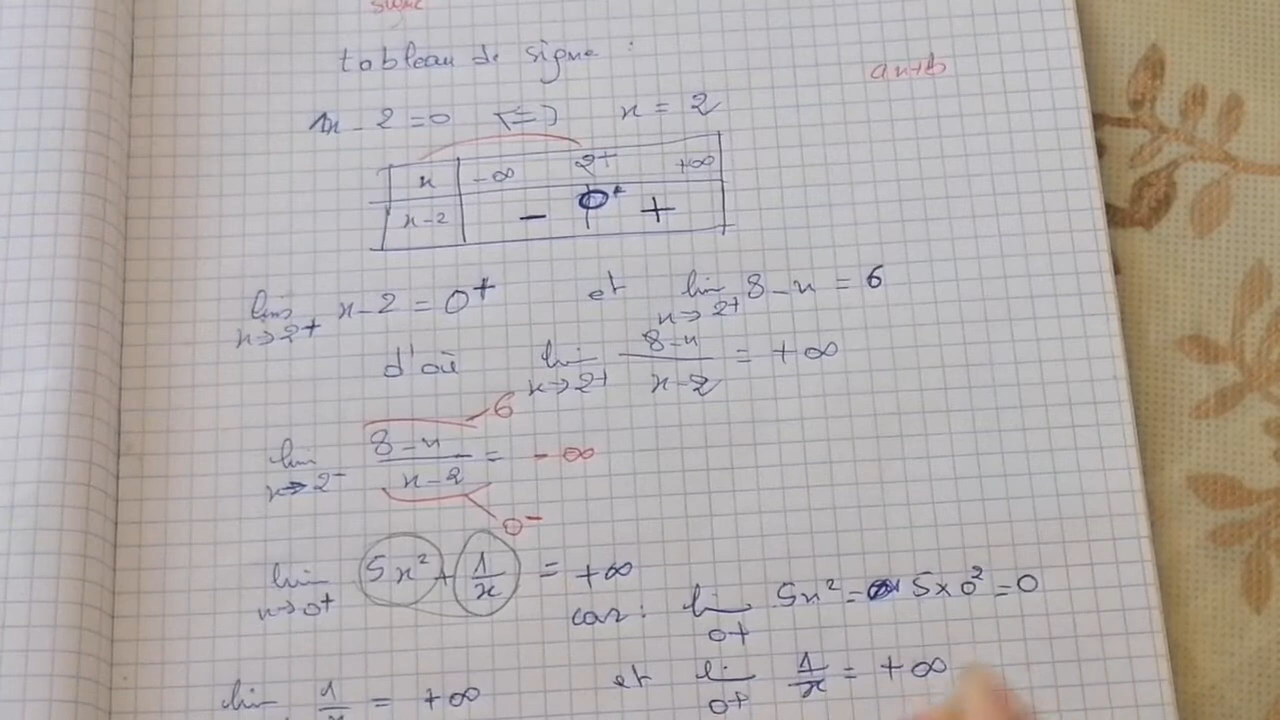 signe
tableau de signe :
ax+b
1x - 2 = 0 <=> x = 2
x -∞ 2+ +∞
x-2 - 0+ +
lim x→2+ x-2 = 0+ et lim x→2+ 8-x = 6
d'où lim x→2+ (8-x)/(x-2) = +∞
6
lim x→2- (8-x)/(x-2) = -∞
0-
lim x→0+ 5x² + 1/x = +∞
car : lim 0+ 5x² = 5×0² = 0
et lim 0+ 1/x = +∞
lim 1/x = +∞